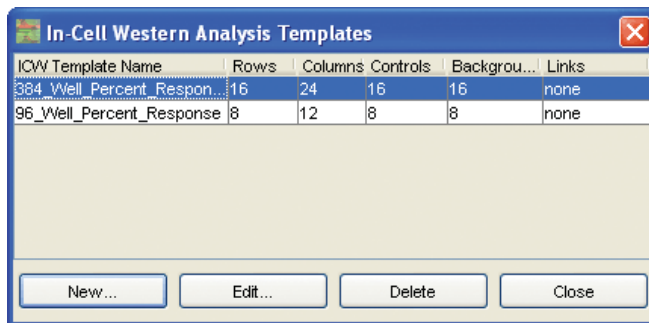 In-Cell Western Analysis Templates
ICW Template Name Rows Columns Controls Backgrou... Links
384_Well_Percent_Respon... 16 24 16 16 none
96_Well_Percent_Response 8 12 8 8 none
New... Edit... Delete Close